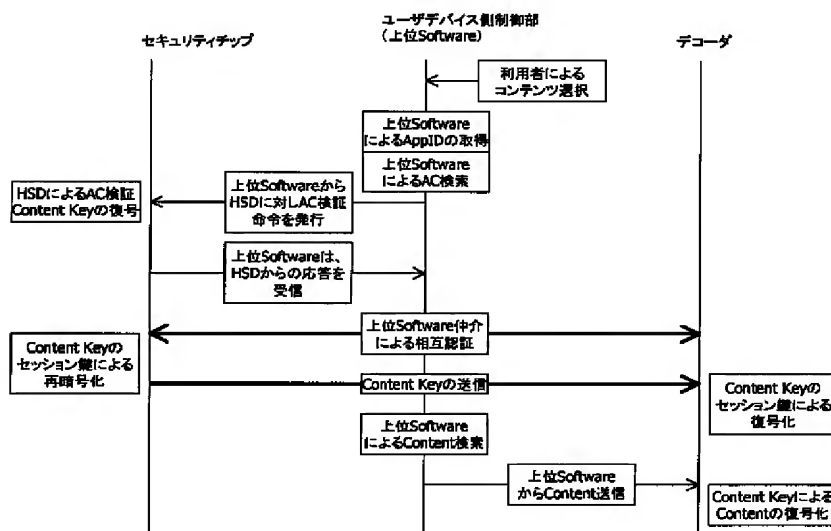 セキュリティチップ
ユーザデバイス側制御部
(上位Software)
デコーダ
利用者による
コンテンツ選択
上位Software
によるAppIDの取得
上位Software
によるAC検索
HSDによるAC検証
Content Keyの復号
上位Softwareから
HSDに対しAC検証
命令を発行
上位Softwareは、
HSDからの応答を
受信
上位Software仲介
による相互認証
Content Keyの
セッション鍵による
再暗号化
Content Keyの送信
Content Keyの
セッション鍵による
復号化
上位Software
によるContent検索
上位Software
からContent送信
Content Keyによる
Contentの復号化